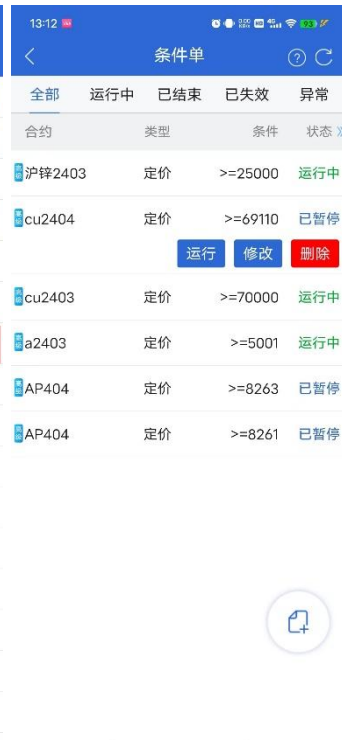 13:12
93
条件单
全部 运行中 已结束 已失效 异常
合约 类型 条件 状态
沪锌2403 定价 >=25000 运行中
cu2404 定价 >=69110 已暂停
运行 修改 删除
cu2403 定价 >=70000 运行中
a2403 定价 >=5001 运行中
AP404 定价 >=8263 已暂停
AP404 定价 >=8261 已暂停